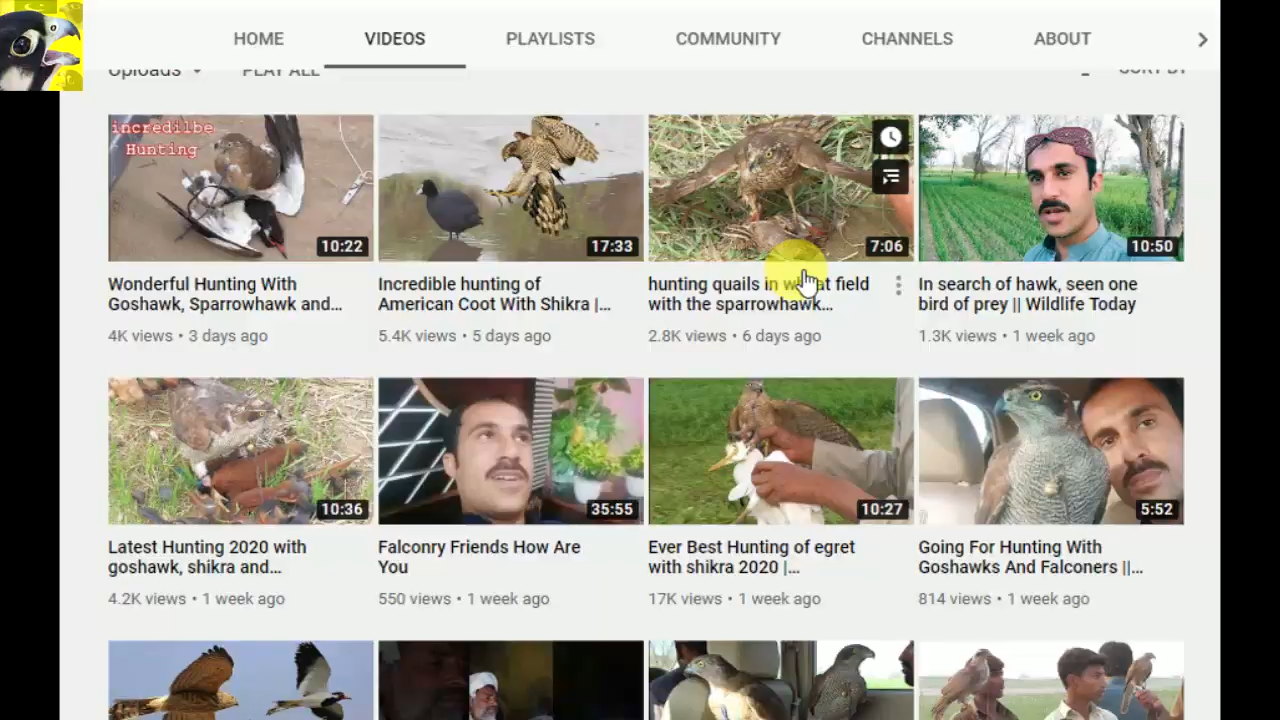 HOME VIDEOS PLAYLISTS COMMUNITY CHANNELS ABOUT
Uploads PLAY ALL SORT BY
incredilbe
Hunting
10:22
17:33
7:06
10:50
Wonderful Hunting With
Goshawk, Sparrowhawk and...
4K views • 3 days ago
Incredible hunting of
American Coot With Shikra |...
5.4K views • 5 days ago
hunting quails in field
with the sparrowhawk...
2.8K views • 6 days ago
In search of hawk, seen one
bird of prey || Wildlife Today
1.3K views • 1 week ago
10:36
35:55
10:27
5:52
Latest Hunting 2020 with
goshawk, shikra and...
4.2K views • 1 week ago
Falconry Friends How Are
You
550 views • 1 week ago
Ever Best Hunting of egret
with shikra 2020 |...
17K views • 1 week ago
Going For Hunting With
Goshawks And Falconers ||...
814 views • 1 week ago